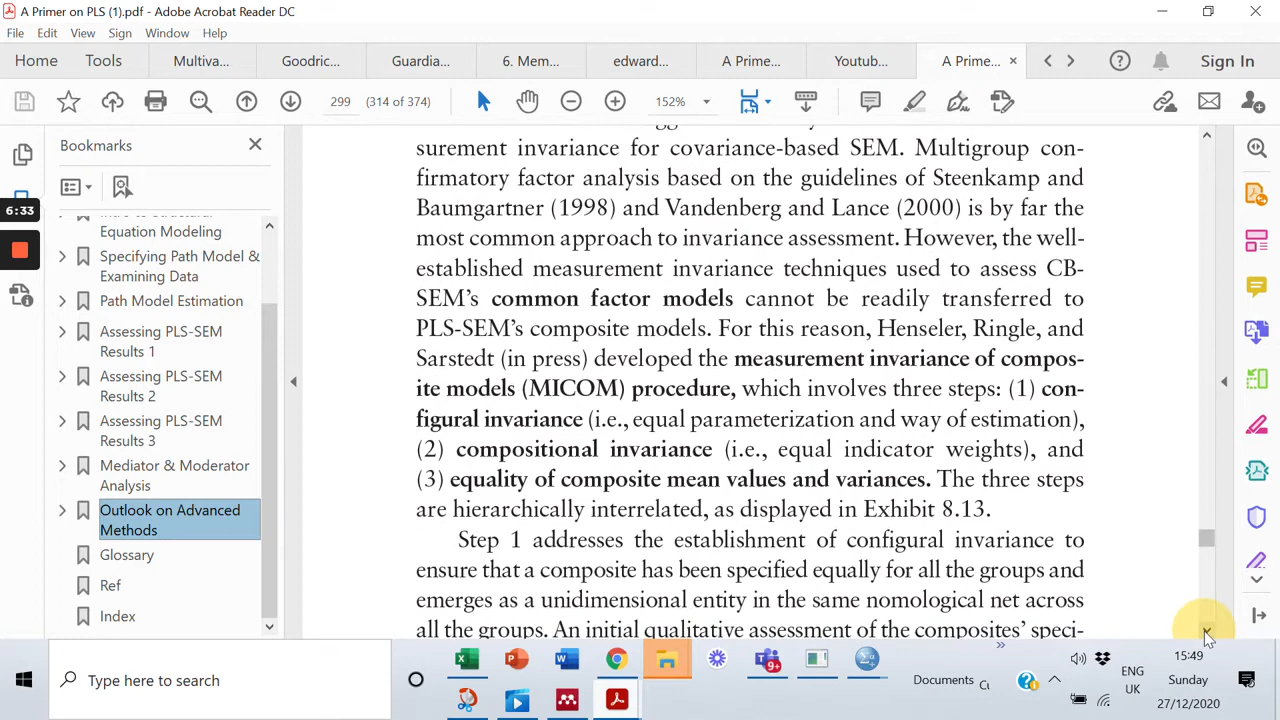 A Primer on PLS (1).pdf - Adobe Acrobat Reader DC
File Edit View Sign Window Help
Home Tools Multiva... Goodric... Guardia... 6. Mem... edward... A Prime... Youtub... A Prime... Sign In
299 (314 of 374) 152%
Bookmarks
6:33
Equation Modeling
Specifying Path Model &
Examining Data
Path Model Estimation
Assessing PLS-SEM
Results 1
Assessing PLS-SEM
Results 2
Assessing PLS-SEM
Results 3
Mediator & Moderator
Analysis
Outlook on Advanced
Methods
Glossary
Ref
Index
surement invariance for covariance-based SEM. Multigroup con-
firmatory factor analysis based on the guidelines of Steenkamp and
Baumgartner (1998) and Vandenberg and Lance (2000) is by far the
most common approach to invariance assessment. However, the well-
established measurement invariance techniques used to assess CB-
SEM's common factor models cannot be readily transferred to
PLS-SEM's composite models. For this reason, Henseler, Ringle, and
Sarstedt (in press) developed the measurement invariance of compos-
ite models (MICOM) procedure, which involves three steps: (1) con-
figural invariance (i.e., equal parameterization and way of estimation),
(2) compositional invariance (i.e., equal indicator weights), and
(3) equality of composite mean values and variances. The three steps
are hierarchically interrelated, as displayed in Exhibit 8.13.
Step 1 addresses the establishment of configural invariance to
ensure that a composite has been specified equally for all the groups and
emerges as a unidimensional entity in the same nomological net across
all the groups. An initial qualitative assessment of the composites' speci-
Type here to search
9+
Documents
ENG
UK
15:49
Sunday
27/12/2020